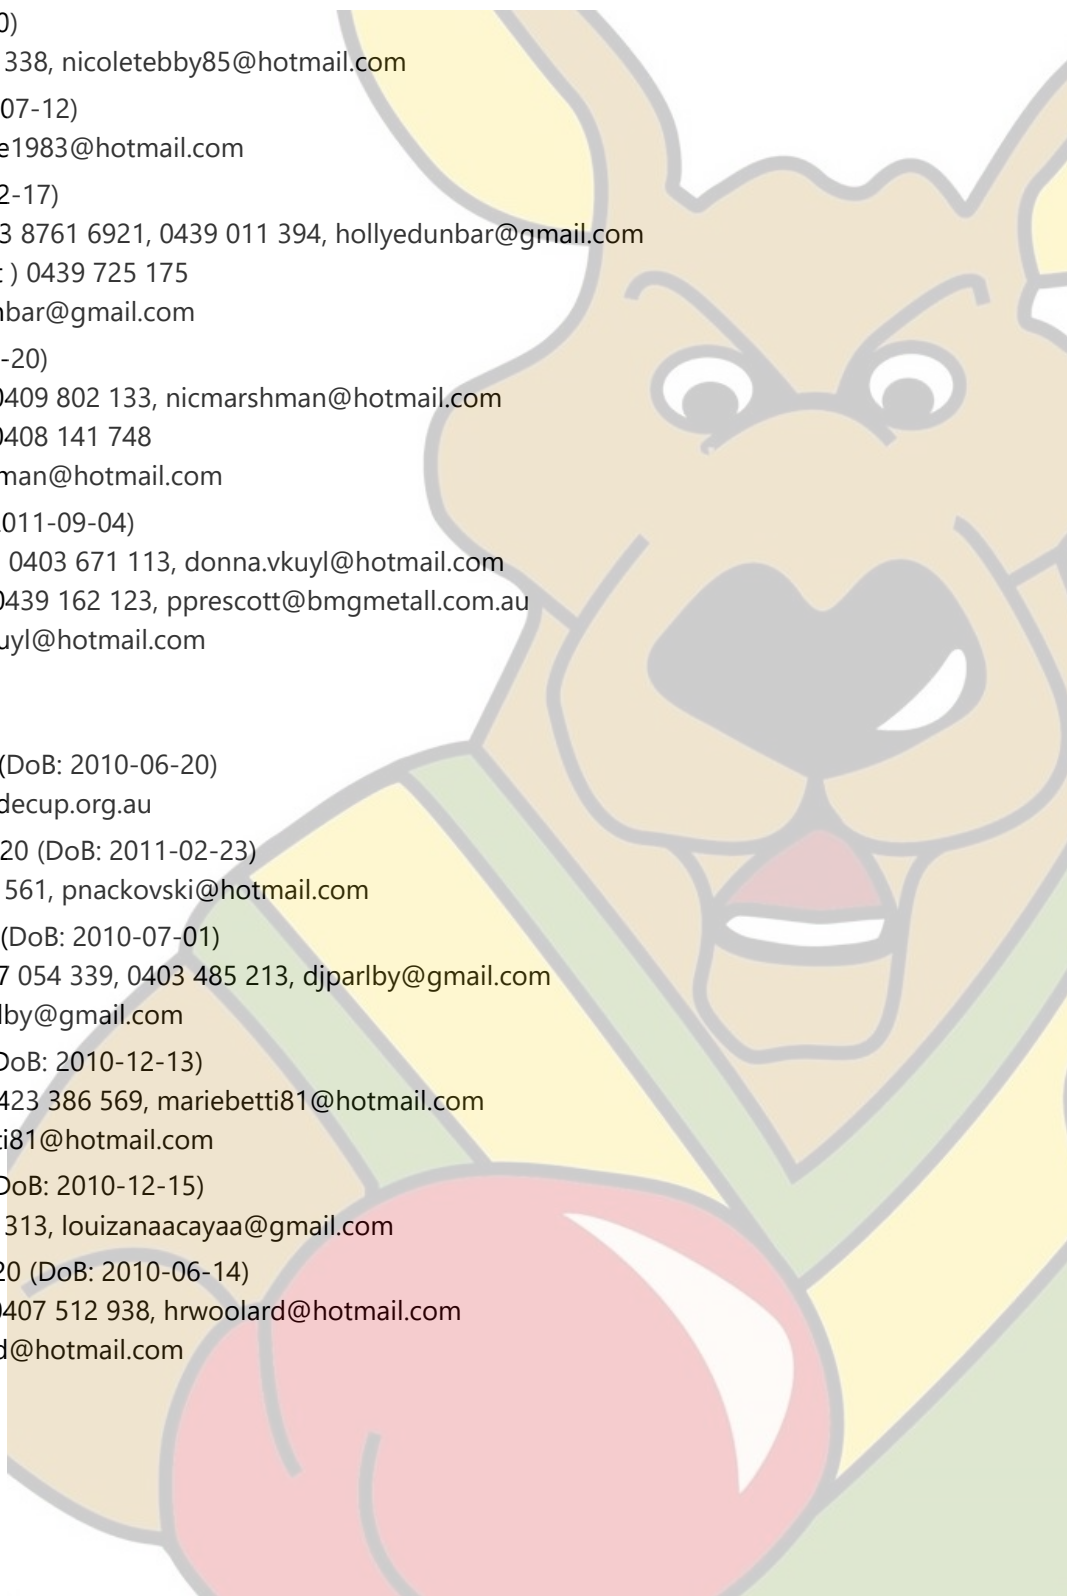 0)
338, nicoletebby85@hotmail.com
07-12)
e1983@hotmail.com
2-17)
3 8761 6921, 0439 011 394, hollyedunbar@gmail.com
) 0439 725 175
nbar@gmail.com
-20)
0409 802 133, nicmarshman@hotmail.com
0408 141 748
man@hotmail.com
2011-09-04)
0403 671 113, donna.vkuyl@hotmail.com
0439 162 123, pprescott@bmgmetall.com.au
uyl@hotmail.com
(DoB: 2010-06-20)
decup.org.au
20 (DoB: 2011-02-23)
561, pnackovski@hotmail.com
(DoB: 2010-07-01)
7 054 339, 0403 485 213, djparlby@gmail.com
lby@gmail.com
DoB: 2010-12-13)
423 386 569, mariebetti81@hotmail.com
ti81@hotmail.com
DoB: 2010-12-15)
313, louizanaacayaa@gmail.com
20 (DoB: 2010-06-14)
0407 512 938, hrwoolard@hotmail.com
d@hotmail.com